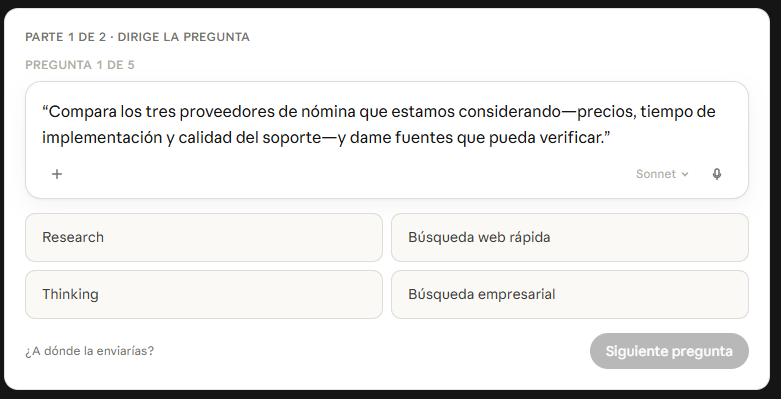 PARTE 1 DE 2 · DIRIGE LA PREGUNTA
PREGUNTA 1 DE 5
“Compara los tres proveedores de nómina que estamos considerando—precios, tiempo de
implementación y calidad del soporte—y dame fuentes que pueda verificar.”
Sonnet
Research
Búsqueda web rápida
Thinking
Búsqueda empresarial
¿A dónde la enviarías?
Siguiente pregunta